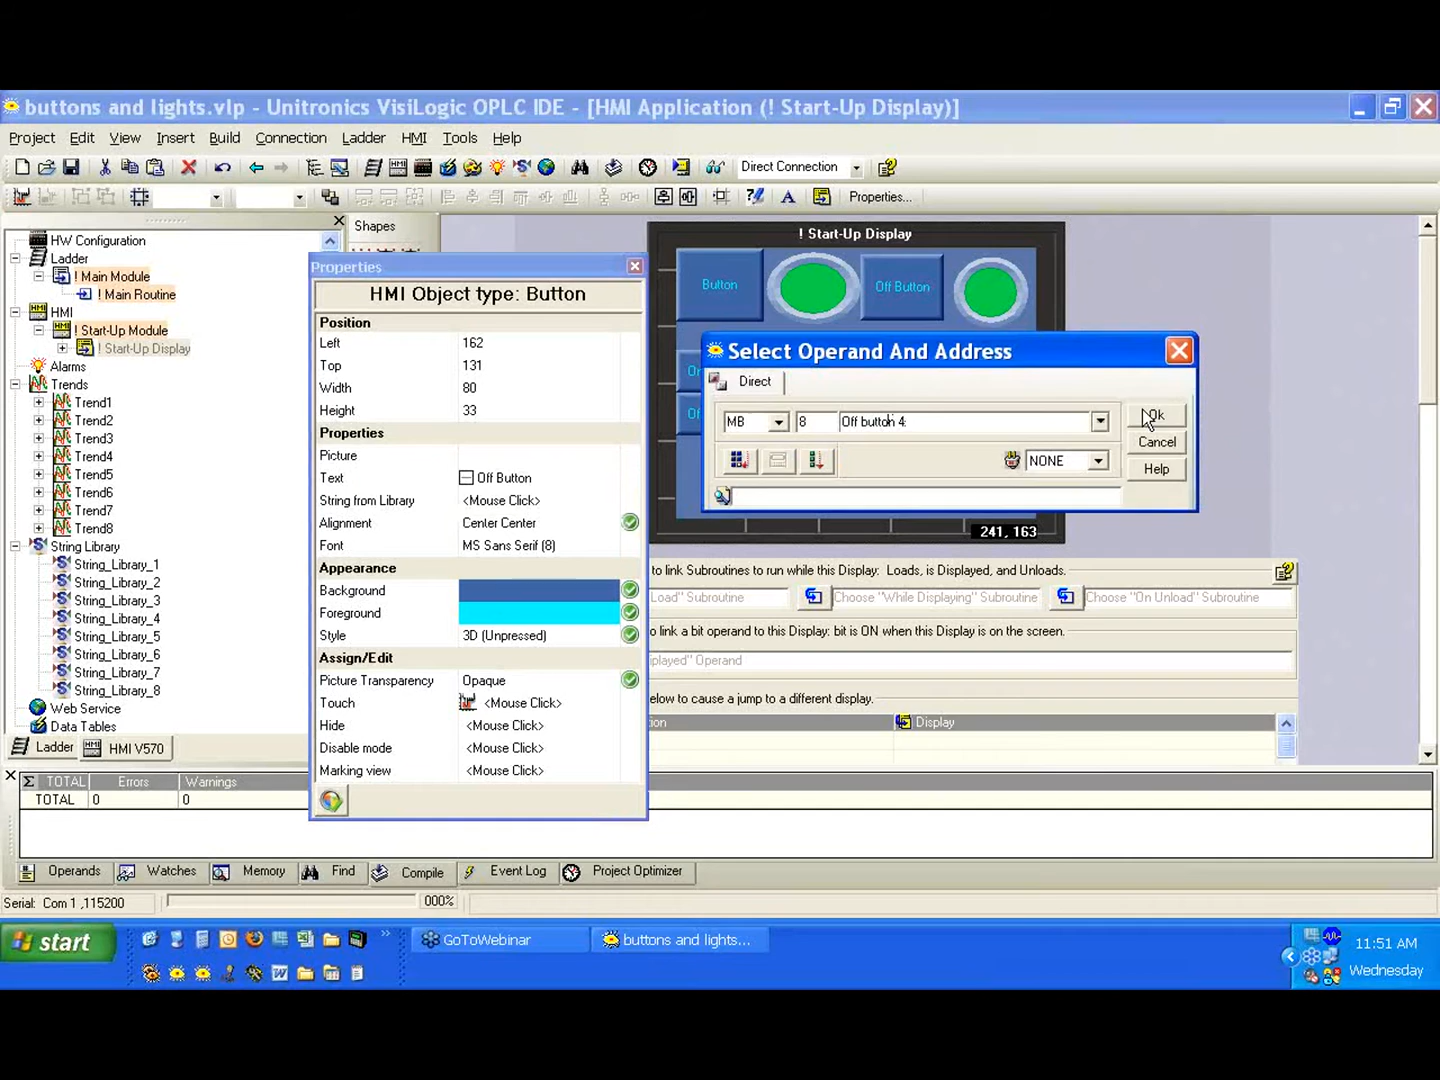 buttons and lights.vlp - Unitronics VisiLogic OPLC IDE - [HMI Application (! Start-Up Display)]
Project Edit View Insert Build Connection Ladder HMI Tools Help
Direct Connection
Properties...
HW Configuration
Ladder
! Main Module
! Main Routine
HMI
! Start-Up Module
! Start-Up Display
Alarms
Trends
Trend1
Trend2
Trend3
Trend4
Trend5
Trend6
Trend7
Trend8
String Library
String_Library_1
String_Library_2
String_Library_3
String_Library_4
String_Library_5
String_Library_6
String_Library_7
String_Library_8
Web Service
Data Tables
Ladder HMI V570
Shapes
Properties
HMI Object type: Button
Position
Left 162
Top 131
Width 80
Height 33
Properties
Picture
Text Off Button
String from Library <Mouse Click>
Alignment Center Center
Font MS Sans Serif (8)
Appearance
Background
Foreground
Style 3D (Unpressed)
Assign/Edit
Picture Transparency Opaque
Touch <Mouse Click>
Hide <Mouse Click>
Disable mode <Mouse Click>
Marking view <Mouse Click>
! Start-Up Display
Button Off Button
Select Operand And Address
Direct
MB 8 Off button 4 Ok
Cancel
NONE Help
241, 163
to link Subroutines to run while this Display: Loads, is Displayed, and Unloads.
Load" Subroutine Choose "While Displaying" Subroutine Choose "On Unload" Subroutine
to link a bit operand to this Display: bit is ON when this Display is on the screen.
played" Operand
below to cause a jump to a different display.
ion Display
Σ TOTAL Errors Warnings
TOTAL 0 0
Operands Watches Memory Find Compile Event Log Project Optimizer
Serial: Com 1 ,115200 000%
start GoToWebinar buttons and lights... 11:51 AM
Wednesday